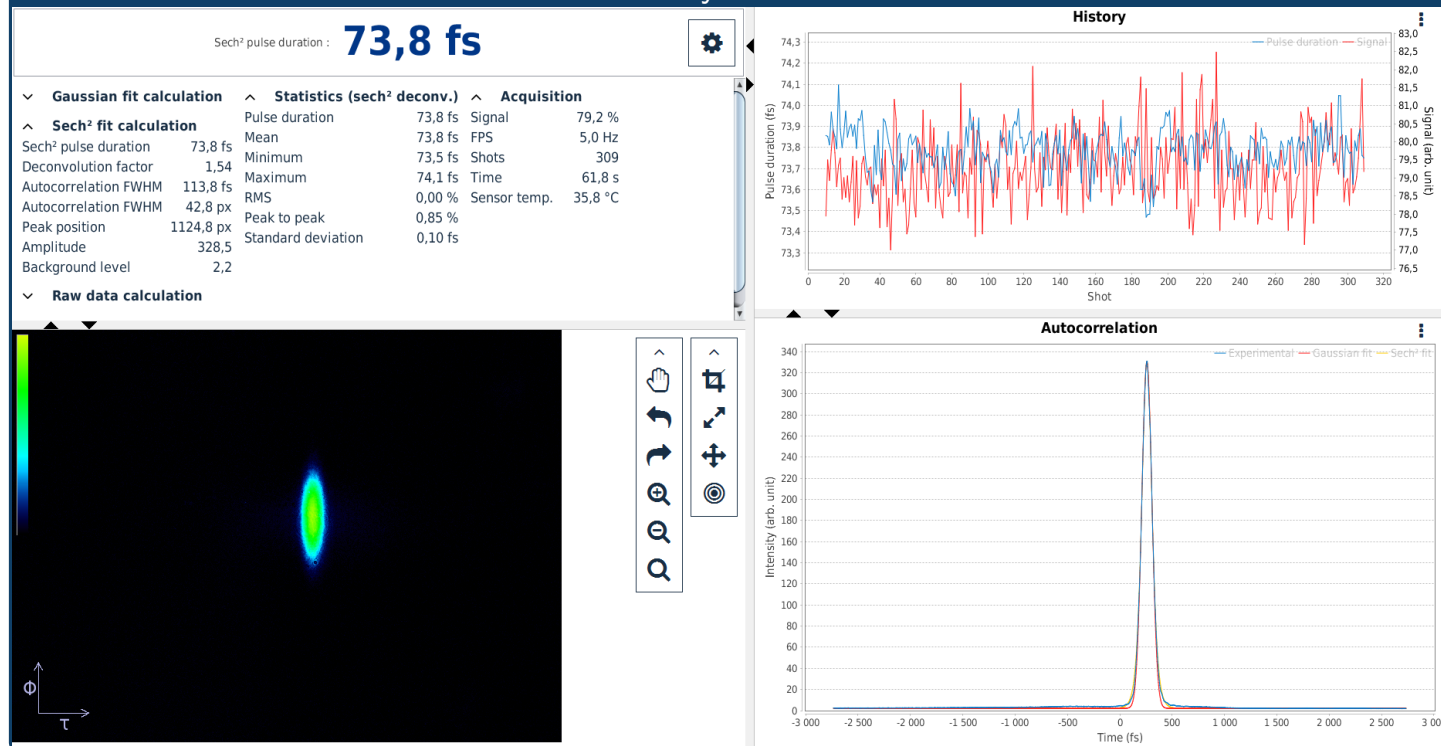 Sech² pulse duration : 73,8 fs
Gaussian fit calculation
Sech² fit calculation
Sech² pulse duration 73,8 fs
Deconvolution factor 1,54
Autocorrelation FWHM 113,8 fs
Autocorrelation FWHM 42,8 px
Peak position 1124,8 px
Amplitude 328,5
Background level 2,2
Raw data calculation
Statistics (sech² deconv.)
Pulse duration 73,8 fs
Mean 73,8 fs
Minimum 73,5 fs
Maximum 74,1 fs
RMS 0,00 %
Peak to peak 0,85 %
Standard deviation 0,10 fs
Acquisition
Signal 79,2 %
FPS 5,0 Hz
Shots 309
Time 61,8 s
Sensor temp. 35,8 °C
Φ
τ
History
Pulse duration Signal
Pulse duration (fs)
74,3
74,2
74,1
74,0
73,9
73,8
73,7
73,6
73,5
73,4
73,3
83,0
82,5
82,0
81,5
81,0
80,5
80,0
79,5
79,0
78,5
78,0
77,5
77,0
76,5
Signal (arb. unit)
0 20 40 60 80 100 120 140 160 180 200 220 240 260 280 300 320
Shot
Autocorrelation
Experimental Gaussian fit Sech² fit
Intensity (arb. unit)
340
320
300
280
260
240
220
200
180
160
140
120
100
80
60
40
20
0
-3 000 -2 500 -2 000 -1 500 -1 000 -500 0 500 1 000 1 500 2 000 2 500 3 00
Time (fs)